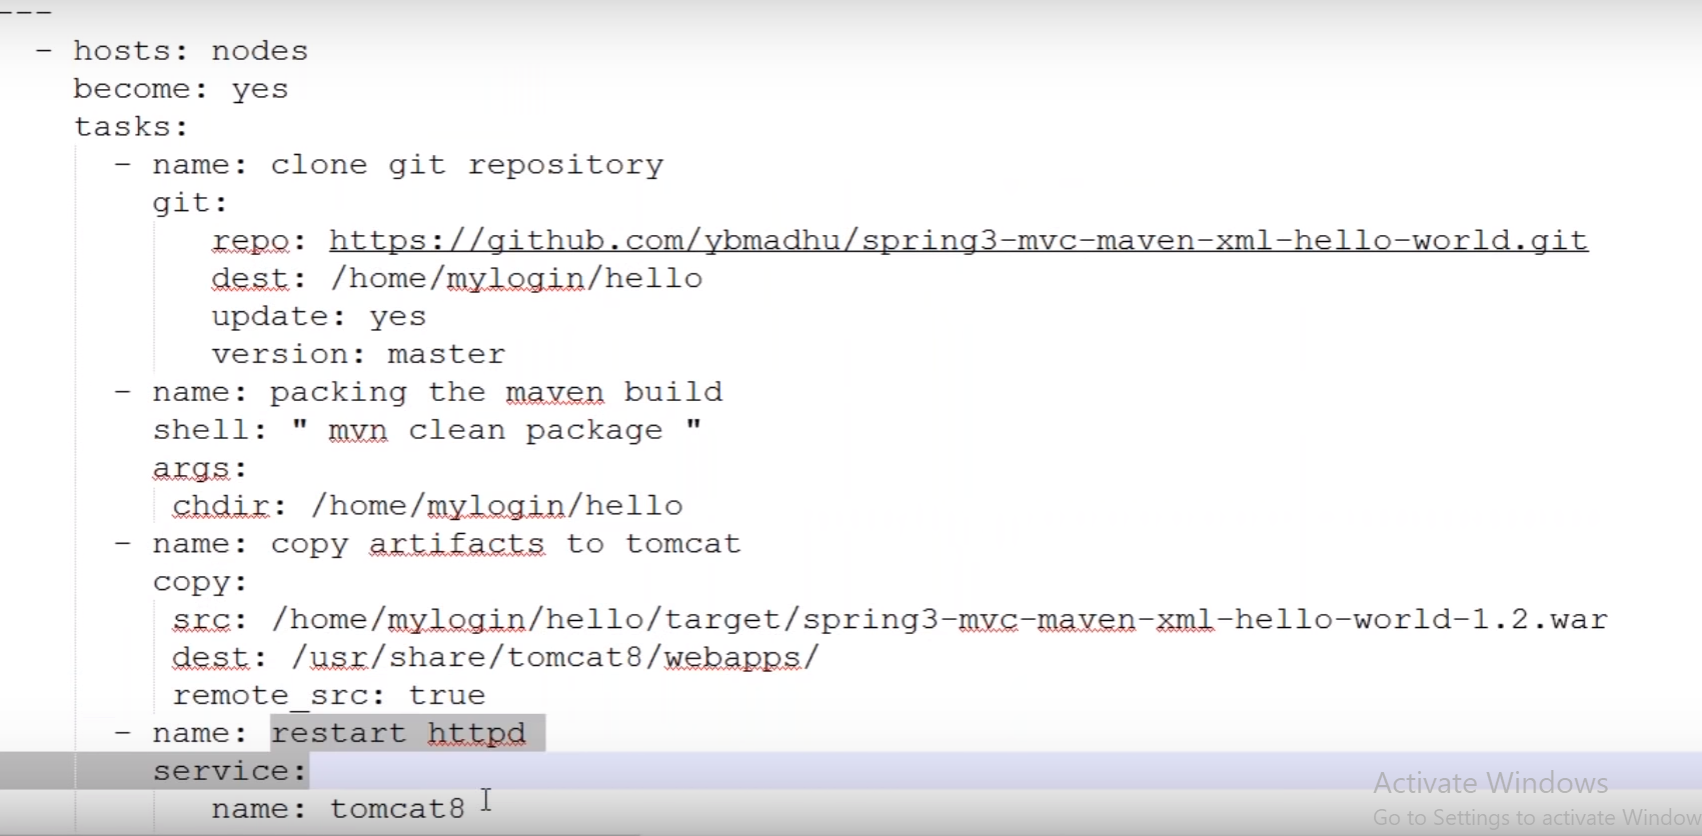 ---
- hosts: nodes
become: yes
tasks:
- name: clone git repository
git:
repo: https://github.com/ybmadhu/spring3-mvc-maven-xml-hello-world.git
dest: /home/mylogin/hello
update: yes
version: master
- name: packing the maven build
shell: " mvn clean package "
args:
chdir: /home/mylogin/hello
- name: copy artifacts to tomcat
copy:
src: /home/mylogin/hello/target/spring3-mvc-maven-xml-hello-world-1.2.war
dest: /usr/share/tomcat8/webapps/
remote_src: true
- name: restart httpd
service:
name: tomcat8
Activate Windows
Go to Settings to activate Window